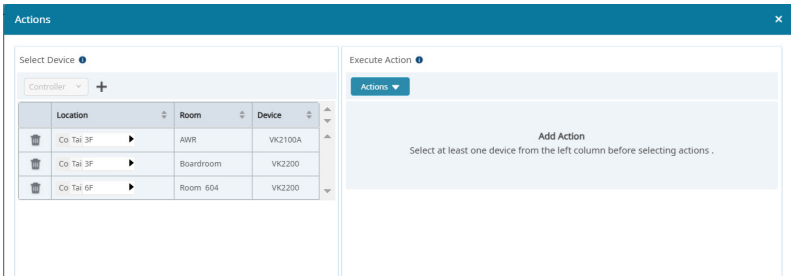 Actions
Select Device
Execute Action
Controller
Actions
Location Room Device
Co Tai 3F AWR VK2100A
Co Tai 3F Boardroom VK2200
Co Tai 6F Room 604 VK2200
Add Action
Select at least one device from the left column before selecting actions .